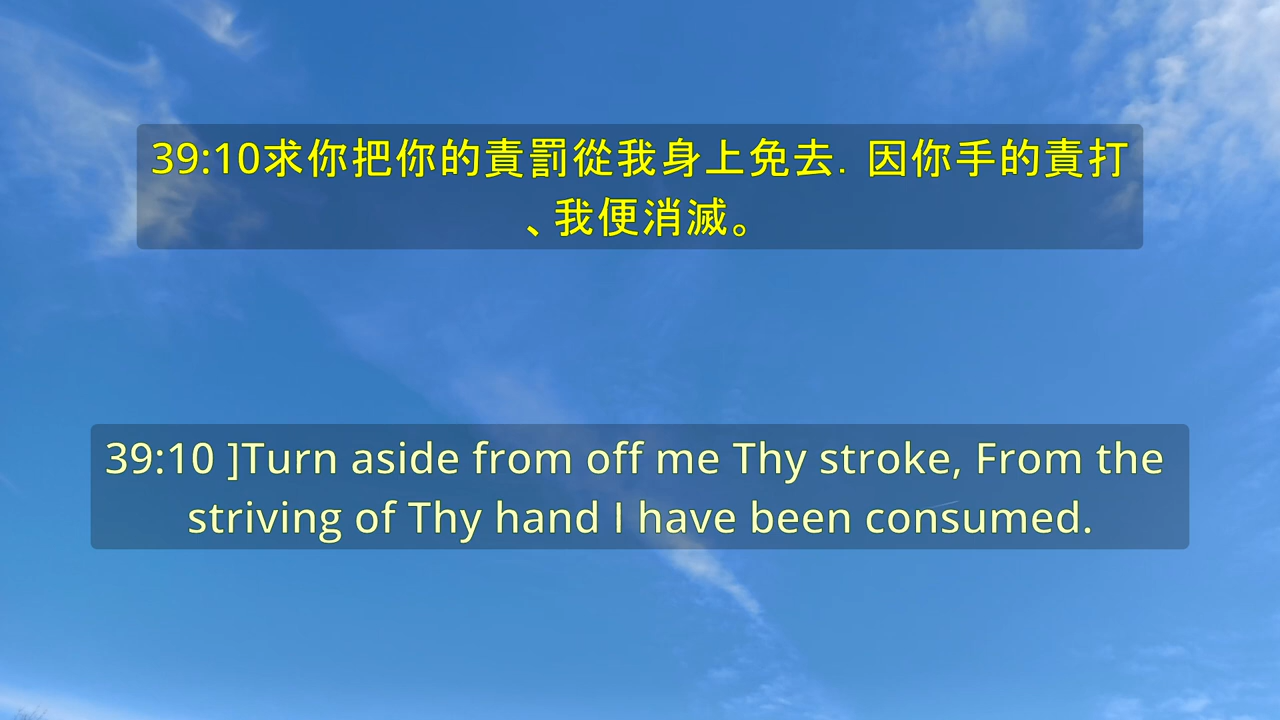 39:10求你把你的責罰從我身上免去．因你手的責打
、我便消滅。
39:10 ]Turn aside from off me Thy stroke, From the
striving of Thy hand I have been consumed.